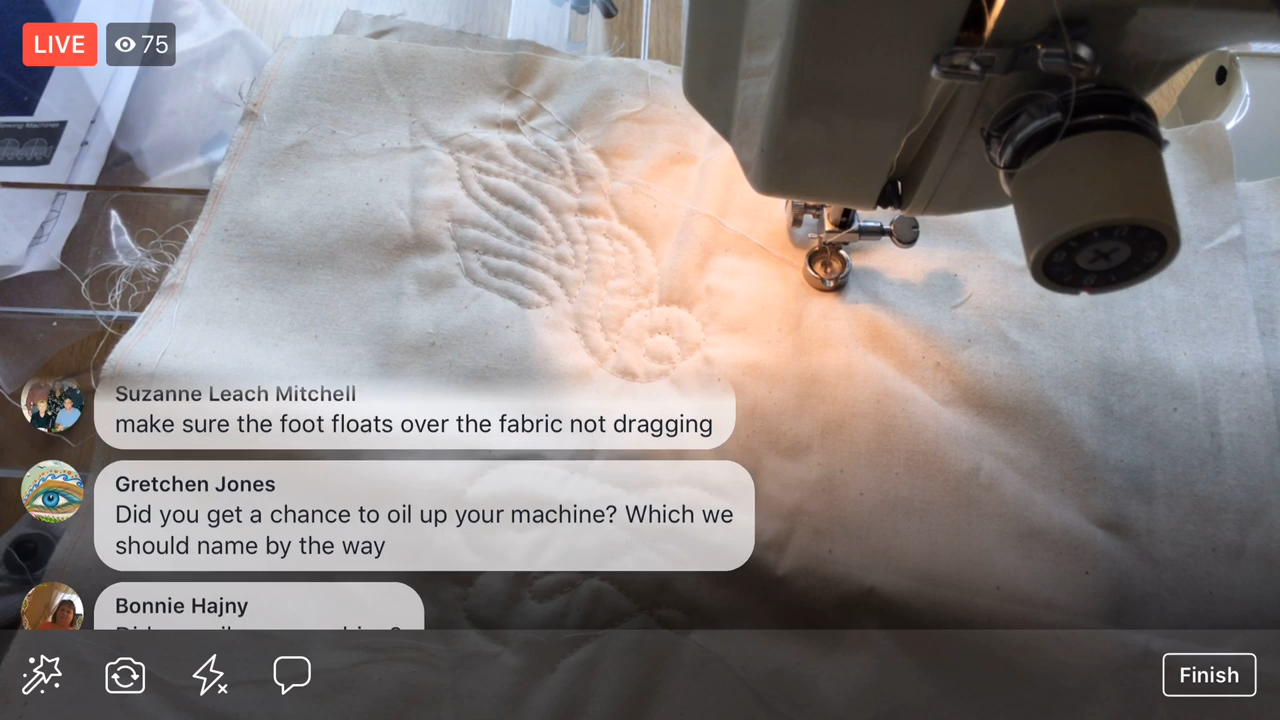 LIVE
75
Suzanne Leach Mitchell
make sure the foot floats over the fabric not dragging
Gretchen Jones
Did you get a chance to oil up your machine? Which we
should name by the way
Bonnie Hajny
Finish